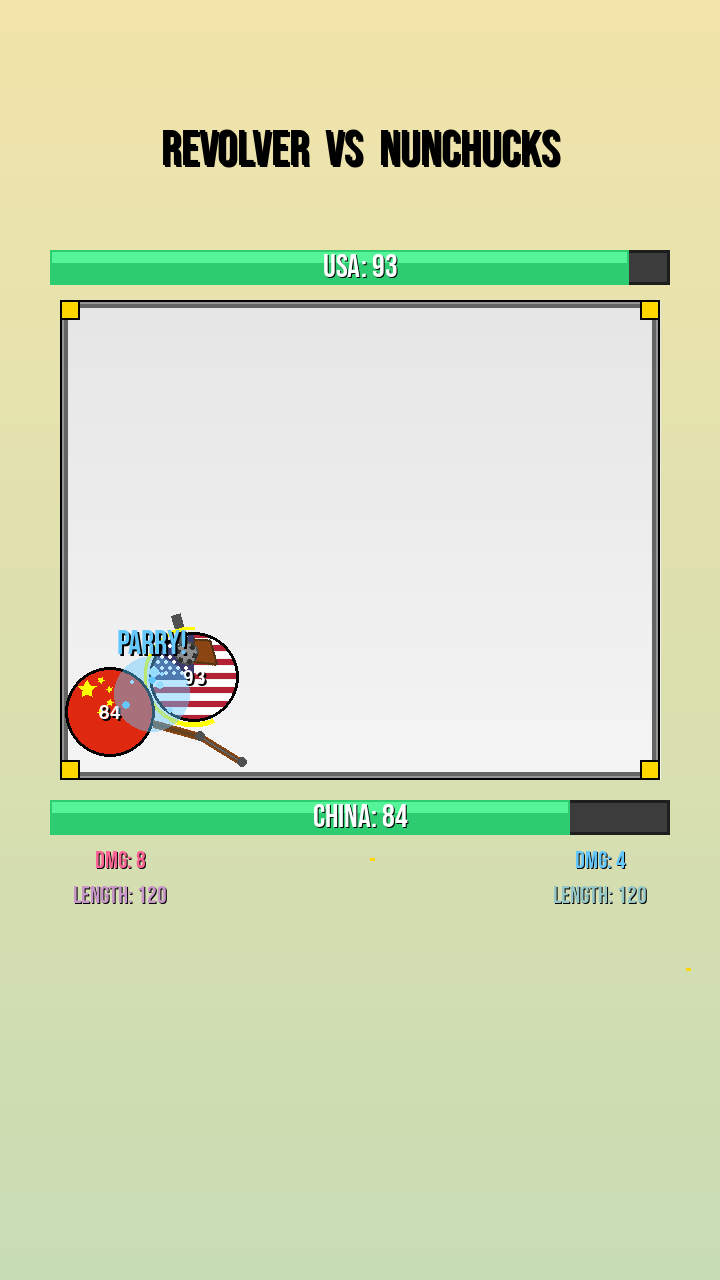 REVOLVER VS NUNCHUCKS
USA: 93
PARRY!
93
84
CHINA: 84
DMG: 8
DMG: 4
LENGTH: 120
LENGTH: 120